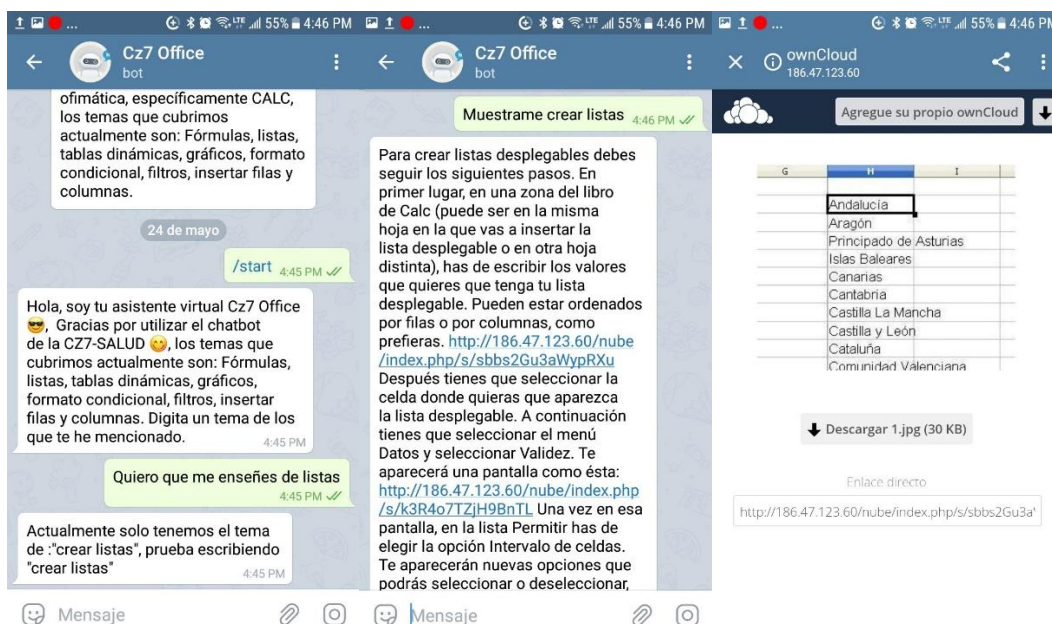 ... 55% 4:46 PM
Cz7 Office
bot
ofimática, específicamente CALC,
los temas que cubrimos
actualmente son: Fórmulas, listas,
tablas dinámicas, gráficos, formato
condicional, filtros, insertar filas y
columnas.
24 de mayo
/start 4:45 PM
Hola, soy tu asistente virtual Cz7 Office
😎, Gracias por utilizar el chatbot
de la CZ7-SALUD 😋, los temas que
cubrimos actualmente son: Fórmulas,
listas, tablas dinámicas, gráficos,
formato condicional, filtros, insertar
filas y columnas. Digita un tema de los
que te he mencionado. 4:45 PM
Quiero que me enseñes de listas
4:45 PM
Actualmente solo tenemos el tema
de :"crear listas", prueba escribiendo
"crear listas" 4:45 PM
Mensaje
... LTE 55% 4:46 PM
Cz7 Office
bot
Muestrame crear listas 4:46 PM
Para crear listas desplegables debes
seguir los siguientes pasos. En
primer lugar, en una zona del libro
de Calc (puede ser en la misma
hoja en la que vas a insertar la
lista desplegable o en otra hoja
distinta), has de escribir los valores
que quieres que tenga tu lista
desplegable. Pueden estar ordenados
por filas o por columnas, como
prefieras. http://186.47.123.60/nube
/index.php/s/sbbs2Gu3aWypRXu
Después tienes que seleccionar la
celda donde quieras que aparezca
la lista desplegable. A continuación
tienes que seleccionar el menú
Datos y seleccionar Validez. Te
aparecerá una pantalla como ésta:
http://186.47.123.60/nube/index.php
/s/k3R4o7TZjH9BnTL Una vez en esa
pantalla, en la lista Permitir has de
elegir la opción Intervalo de celdas.
Te aparecerán nuevas opciones que
podrás seleccionar o deseleccionar,
Mensaje
... LTE 55% 4:46 PM
ownCloud
186.47.123.60
Agregue su propio ownCloud
G H I
Andalucía
Aragón
Principado de Asturias
Islas Baleares
Canarias
Cantabria
Castilla La Mancha
Castilla y León
Cataluña
Comunidad Valenciana
Descargar 1.jpg (30 KB)
Enlace directo
http://186.47.123.60/nube/index.php/s/sbbs2Gu3a